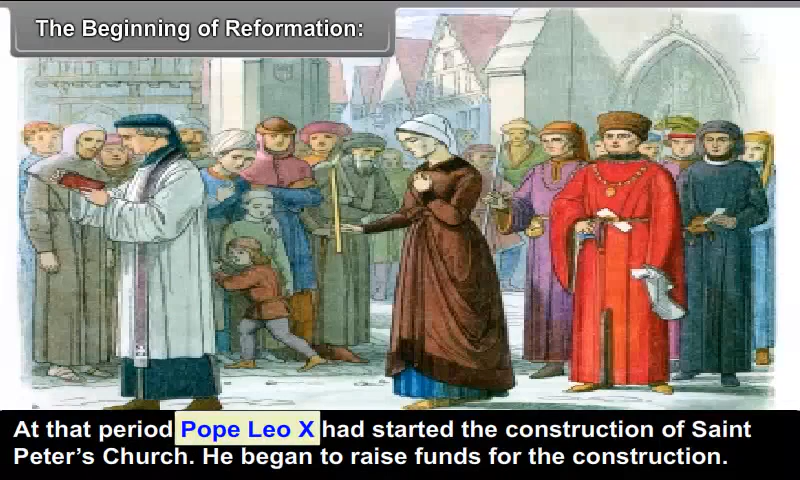 The Beginning of Reformation:
At that period Pope Leo X had started the construction of Saint
Peter’s Church. He began to raise funds for the construction.